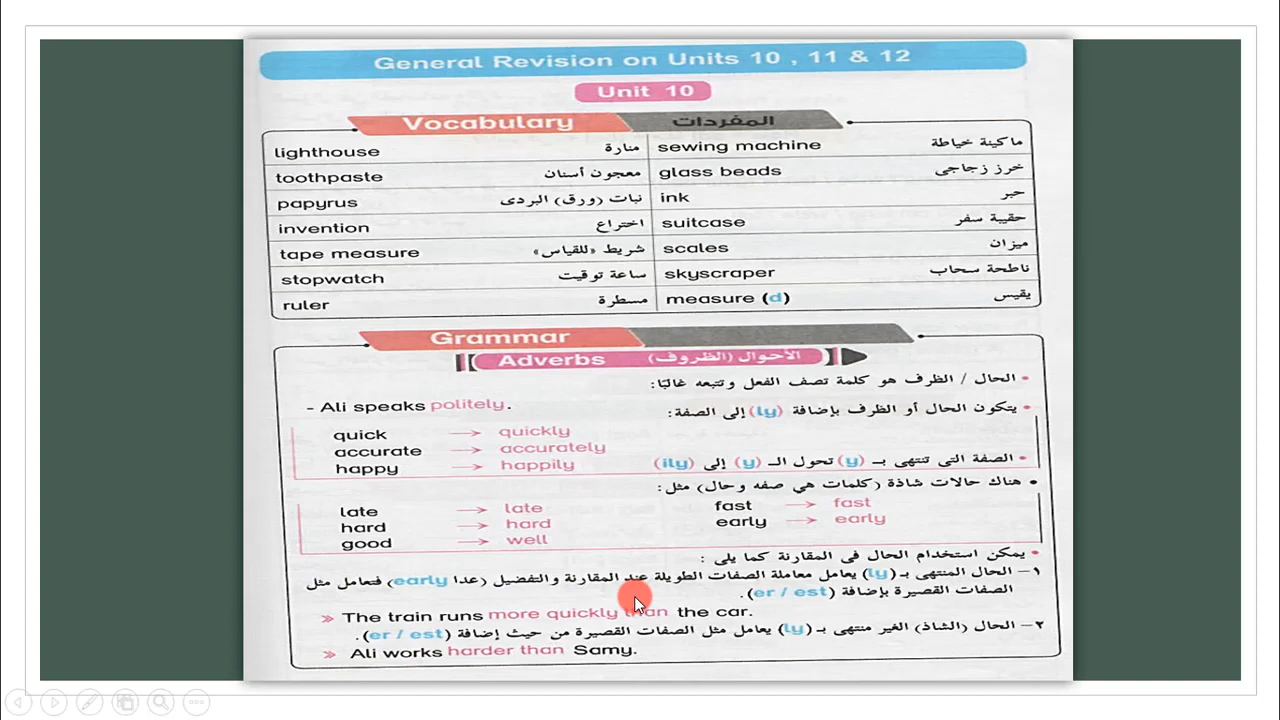 General Revision on Units 10 , 11 & 12
Unit 10
Vocabulary المفردات
lighthouse منارة sewing machine ماكينة خياطة
toothpaste معجون أسنان glass beads خرز زجاجى
papyrus نبات (ورق) البردى ink حبر
invention اختراع suitcase حقيبة سفر
tape measure شريط «للقياس» scales ميزان
stopwatch ساعة توقيت skyscraper ناطحة سحاب
ruler مسطرة measure (d) يقيس
Grammar
Adverbs الأحوال (الظروف)
• الحال / الظرف هو كلمة تصف الفعل وتتبعه غالبًا:
- Ali speaks politely.
• يتكون الحال أو الظرف بإضافة (ly) إلى الصفة:
quick → quickly
accurate → accurately
happy → happily
• الصفة التى تنتهى بـ (y) تحول الـ (y) إلى (ily)
• هناك حالات شاذة (كلمات هي صفه وحال) مثل:
late → late fast → fast
hard → hard early → early
good → well
• يمكن استخدام الحال فى المقارنة كما يلى :
١– الحال المنتهى بـ (ly) يعامل معاملة الصفات الطويلة عند المقارنة والتفضيل (عدا early) فتعامل مثل
الصفات القصيرة بإضافة (er / est).
» The train runs more quickly than the car.
٢– الحال (الشاذ) الغير منتهى بـ (ly) يعامل مثل الصفات القصيرة من حيث إضافة (er / est).
» Ali works harder than Samy.